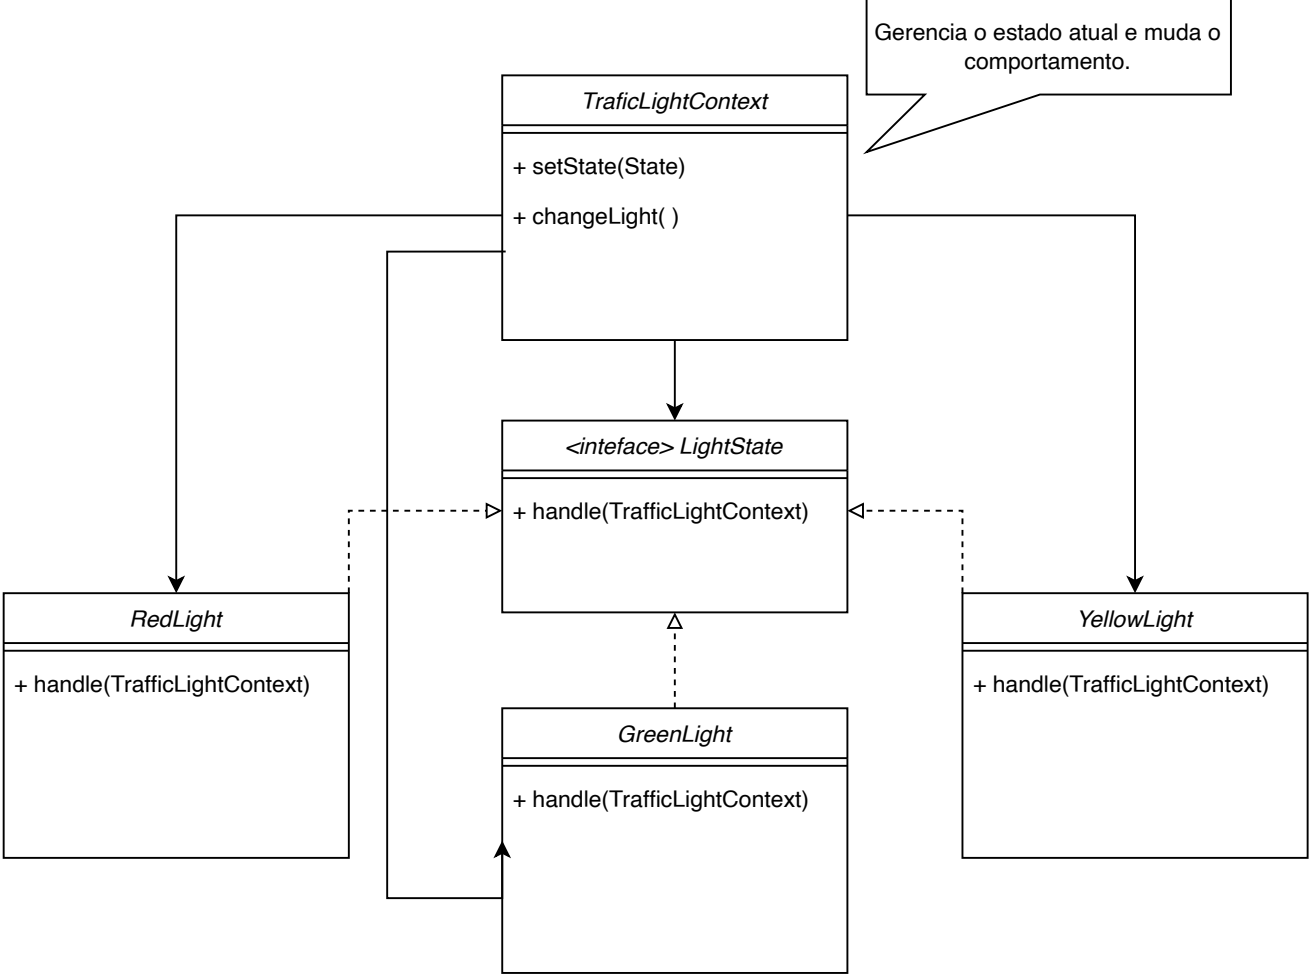 Gerencia o estado atual e muda o
comportamento.
TraficLightContext
+ setState(State)
+ changeLight( )
<inteface> LightState
+ handle(TrafficLightContext)
RedLight
+ handle(TrafficLightContext)
YellowLight
+ handle(TrafficLightContext)
GreenLight
+ handle(TrafficLightContext)